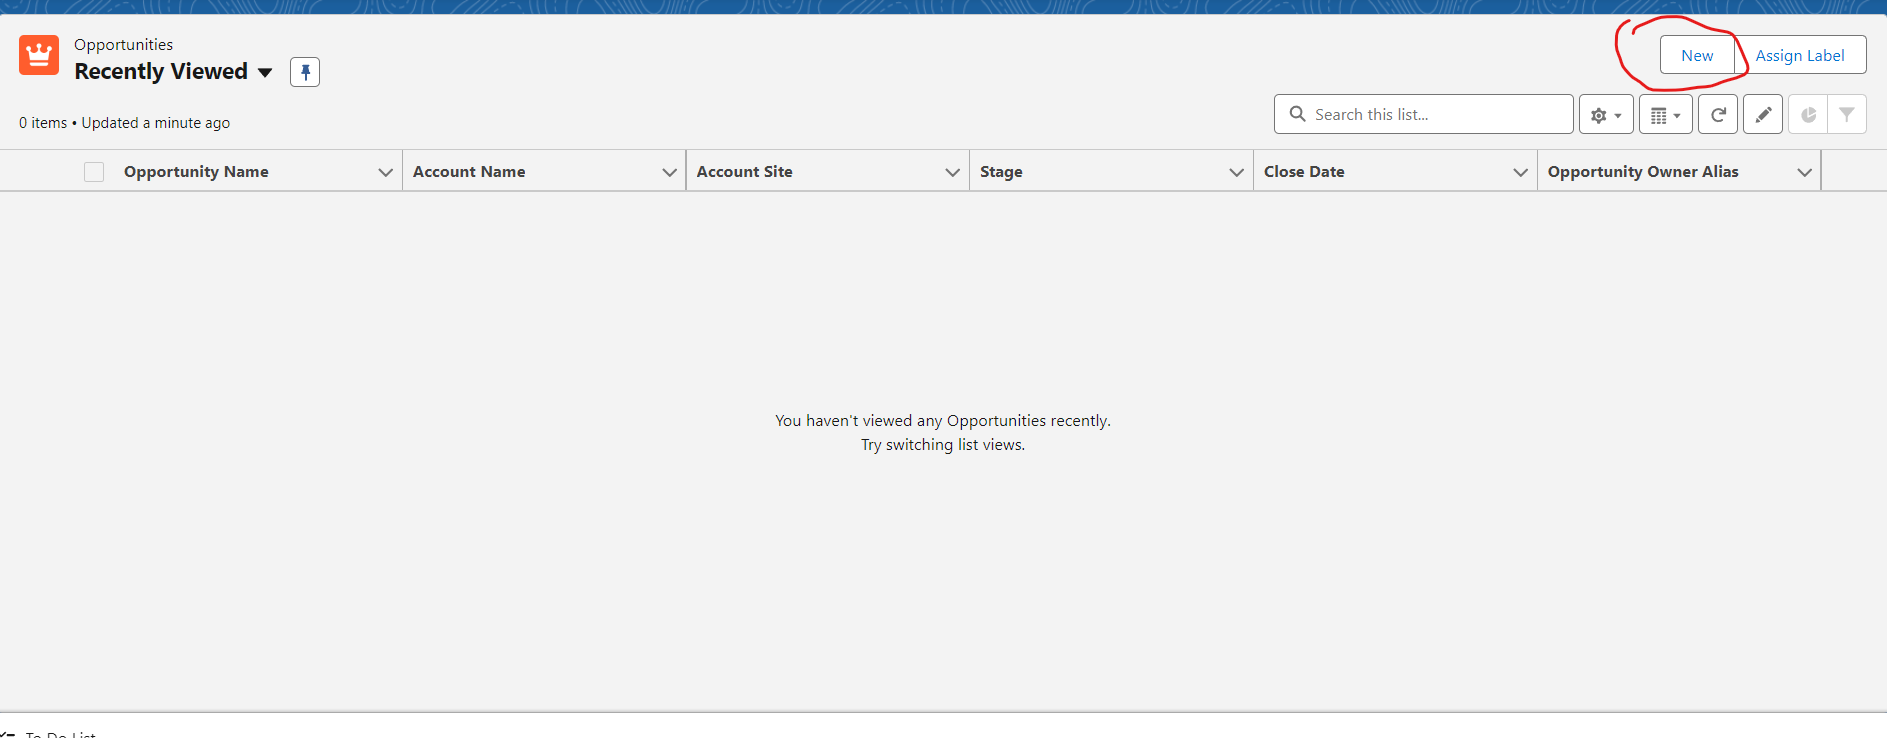 Opportunities
Recently Viewed
New
Assign Label
0 items • Updated a minute ago
Search this list...
Opportunity Name
Account Name
Account Site
Stage
Close Date
Opportunity Owner Alias
You haven't viewed any Opportunities recently.
Try switching list views.
To Do List